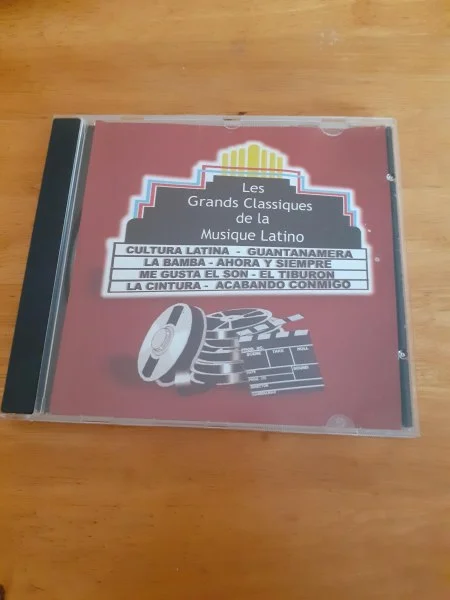 Les
Grands Classiques
de la
Musique Latino
CULTURA LATINA - GUANTANAMERA
LA BAMBA - AHORA Y SIEMPRE
ME GUSTA EL SON - EL TIBURON
LA CINTURA - ACABANDO CONMIGO